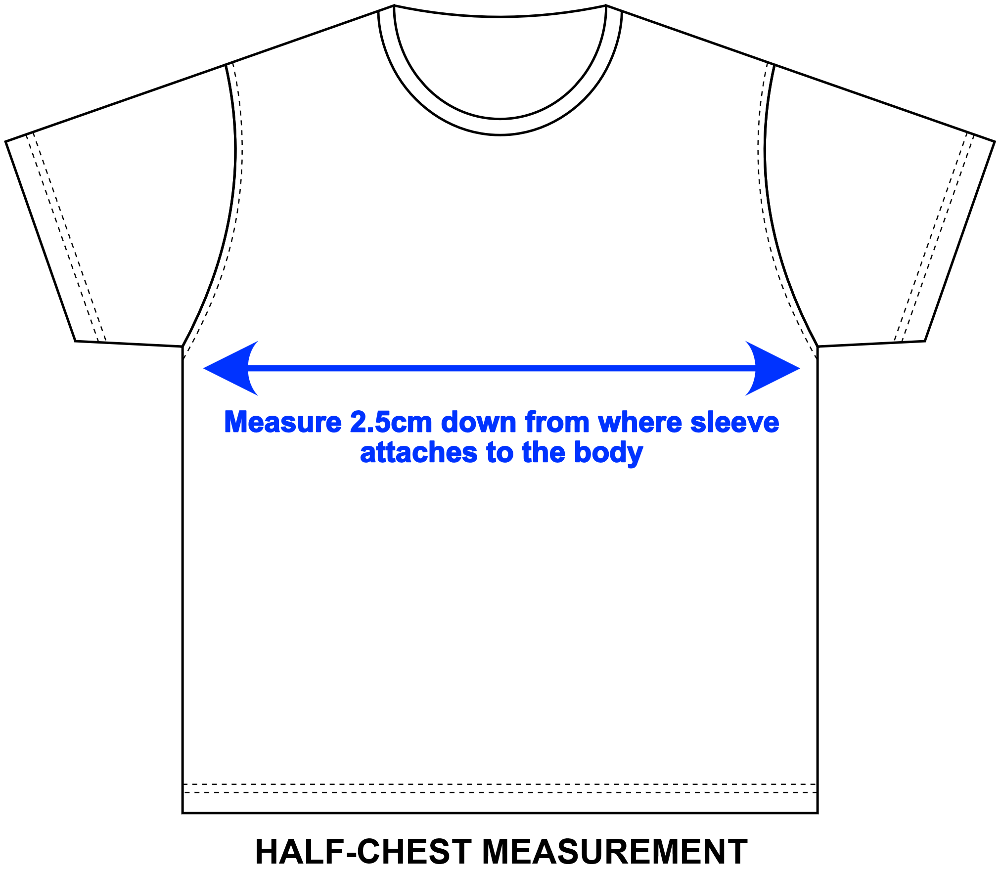 Measure 2.5cm down from where sleeve
attaches to the body
HALF-CHEST MEASUREMENT